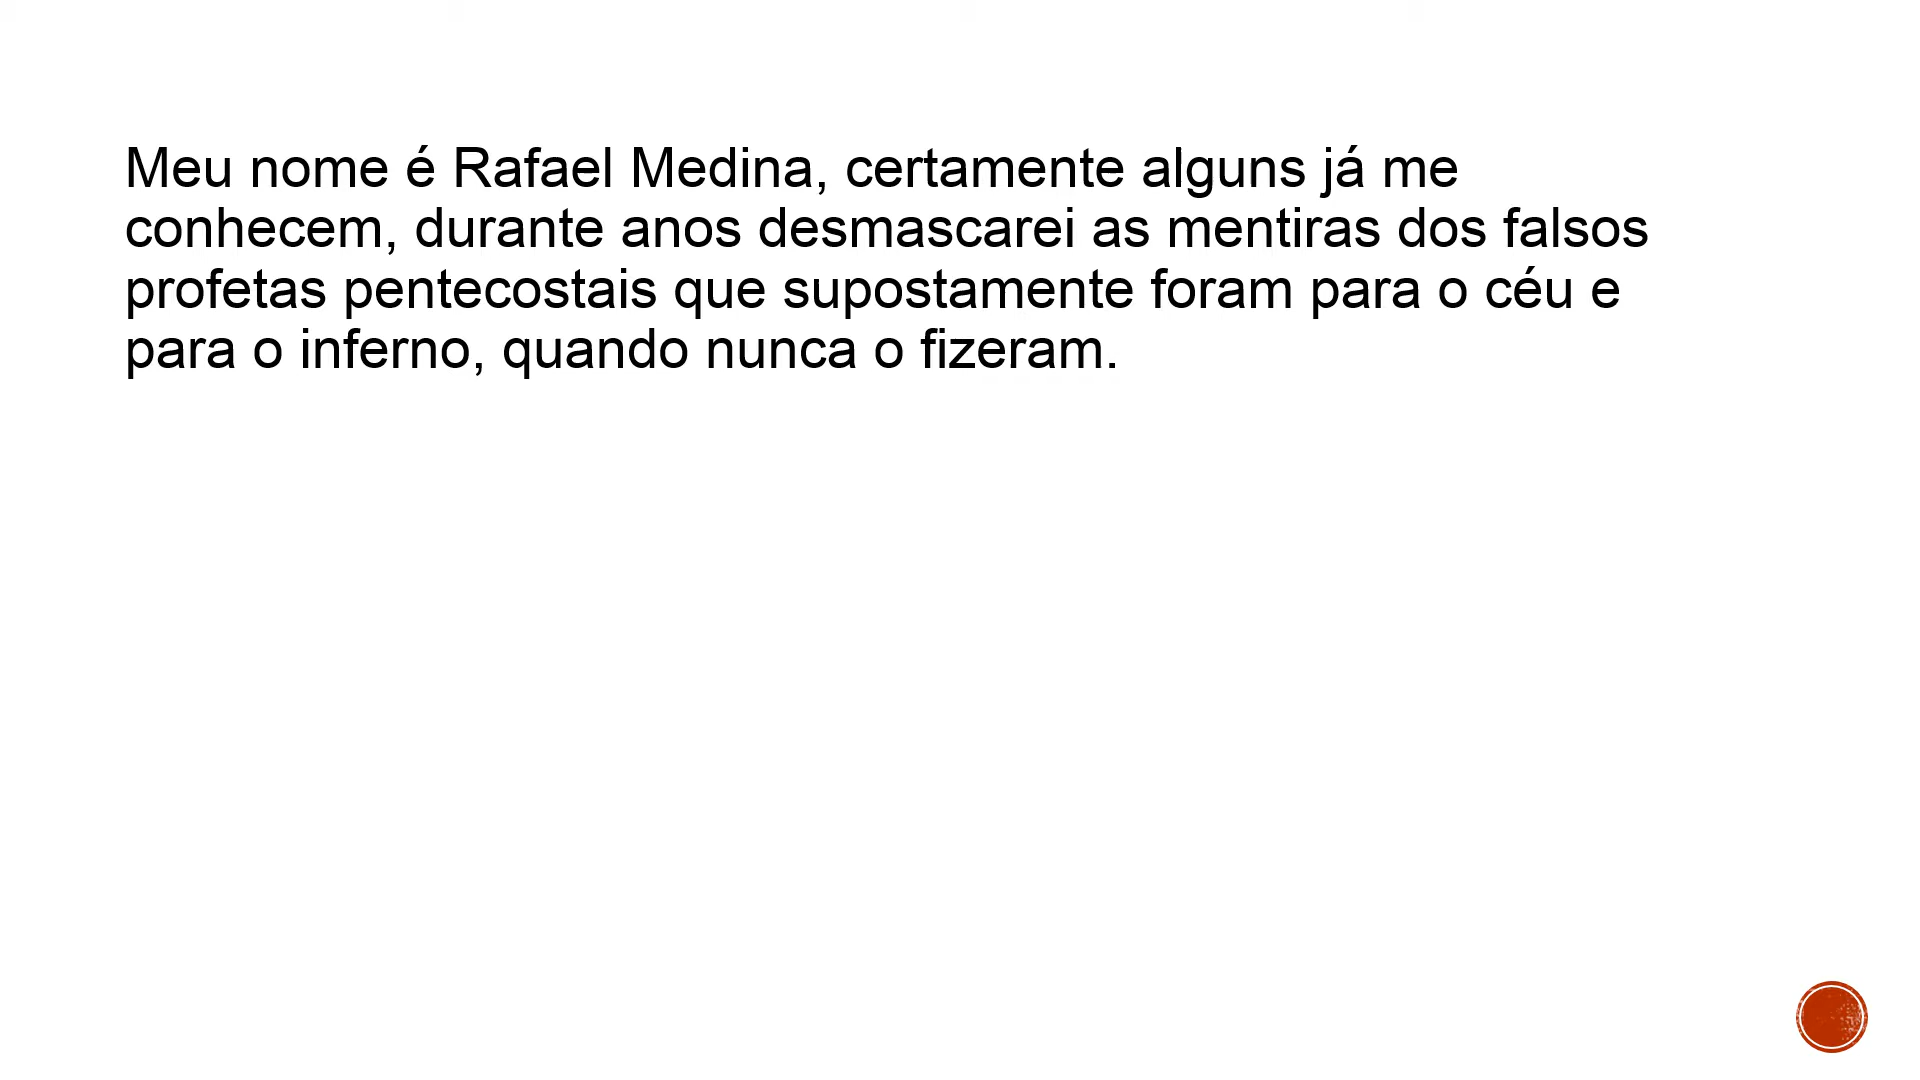 Meu nome é Rafael Medina, certamente alguns já me
conhecem, durante anos desmascarei as mentiras dos falsos
profetas pentecostais que supostamente foram para o céu e
para o inferno, quando nunca o fizeram.